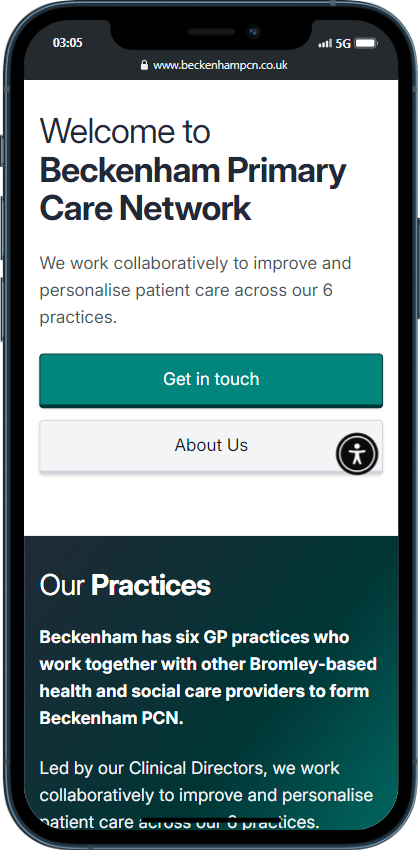 03:05
5G
www.beckenhampcn.co.uk
Welcome to
Beckenham Primary
Care Network
We work collaboratively to improve and
personalise patient care across our 6
practices.
Get in touch
About Us
Our Practices
Beckenham has six GP practices who
work together with other Bromley-based
health and social care providers to form
Beckenham PCN.
Led by our Clinical Directors, we work
collaboratively to improve and personalise
patient care across our 6 practices.